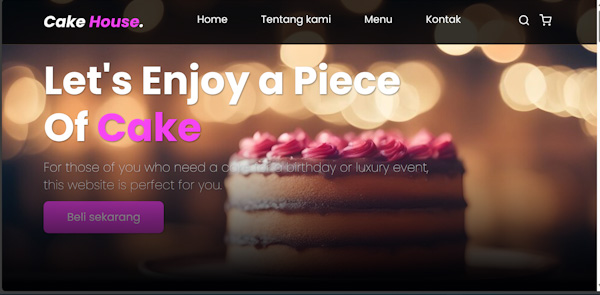 Cake House.
Home
Tentang kami
Menu
Kontak
Let's Enjoy a Piece
Of Cake
For those of you who need a birthday or luxury event,
this website is perfect for you.
Beli sekarang